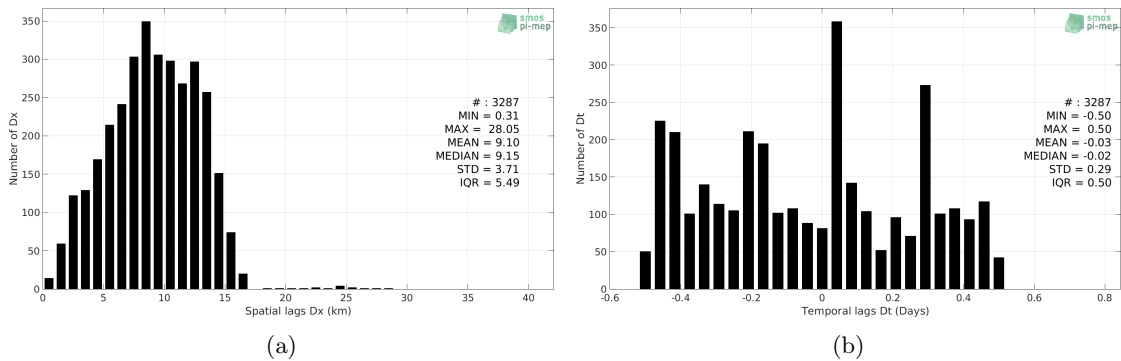 350
300
250
200
150
100
50
0
Number of Dx
0 5 10 15 20 25 30 35 40
Spatial lags Dx (km)
smos
pi-mep
# : 3287
MIN = 0.31
MAX = 28.05
MEAN = 9.10
MEDIAN = 9.15
STD = 3.71
IQR = 5.49
(a)
350
300
250
200
150
100
50
0
Number of Dt
-0.6 -0.4 -0.2 0 0.2 0.4 0.6 0.8
Temporal lags Dt (Days)
smos
pi-mep
# : 3287
MIN = -0.50
MAX = 0.50
MEAN = -0.03
MEDIAN = -0.02
STD = 0.29
IQR = 0.50
(b)